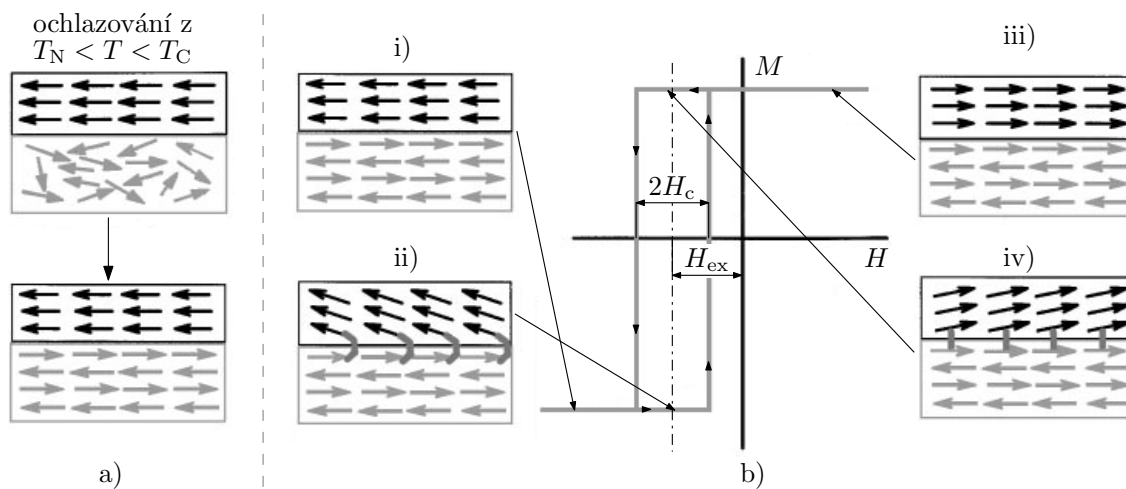 ochlazování z
T_N < T < T_C
a)
i)
ii)
M
2H_c
H_ex
H
b)
iii)
iv)